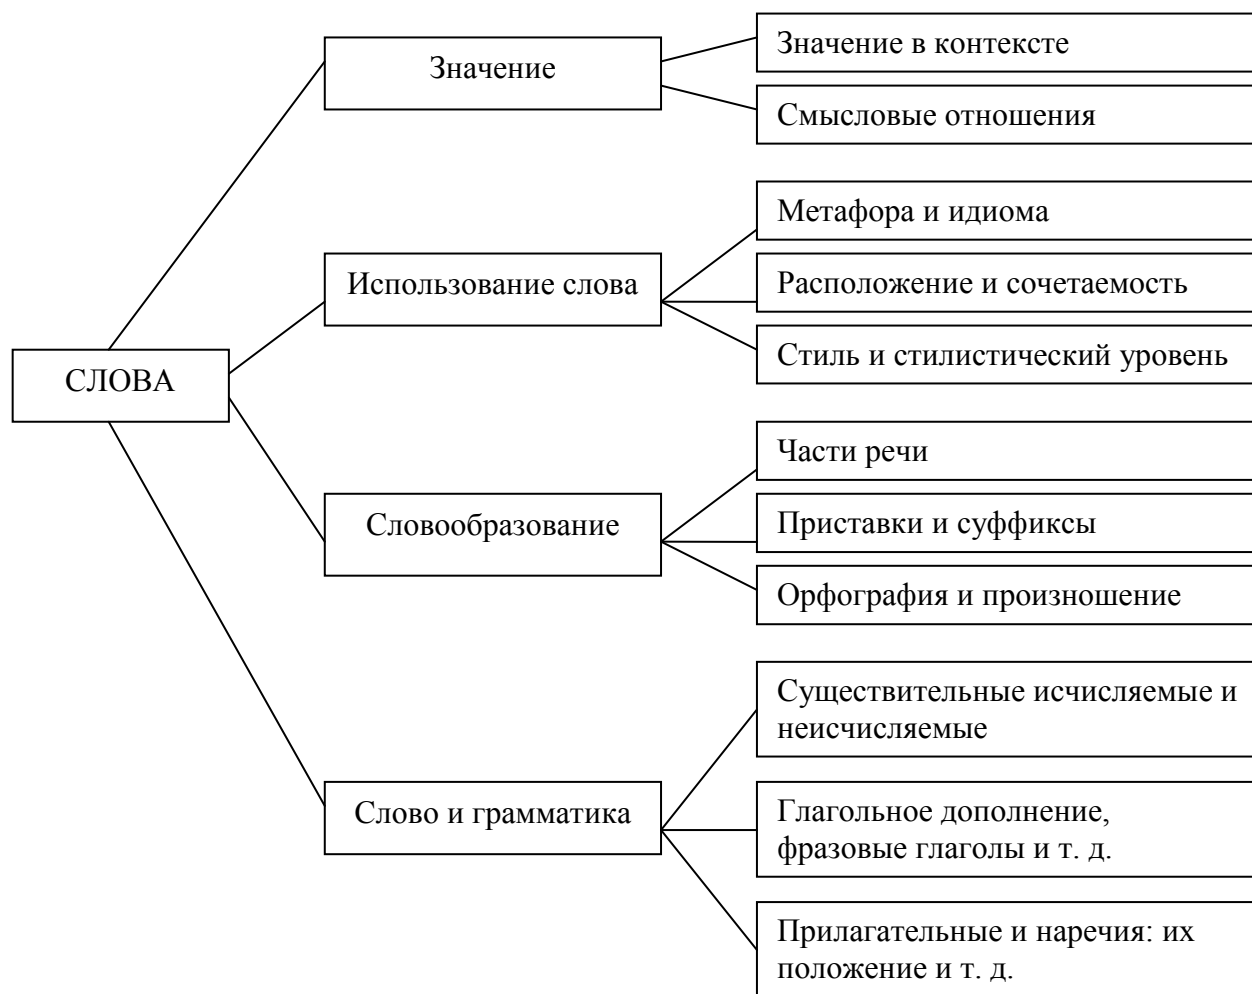 СЛОВА
Значение
Значение в контексте
Смысловые отношения
Использование слова
Метафора и идиома
Расположение и сочетаемость
Стиль и стилистический уровень
Словообразование
Части речи
Приставки и суффиксы
Орфография и произношение
Слово и грамматика
Существительные исчисляемые и
неисчисляемые
Глагольное дополнение,
фразовые глаголы и т. д.
Прилагательные и наречия: их
положение и т. д.